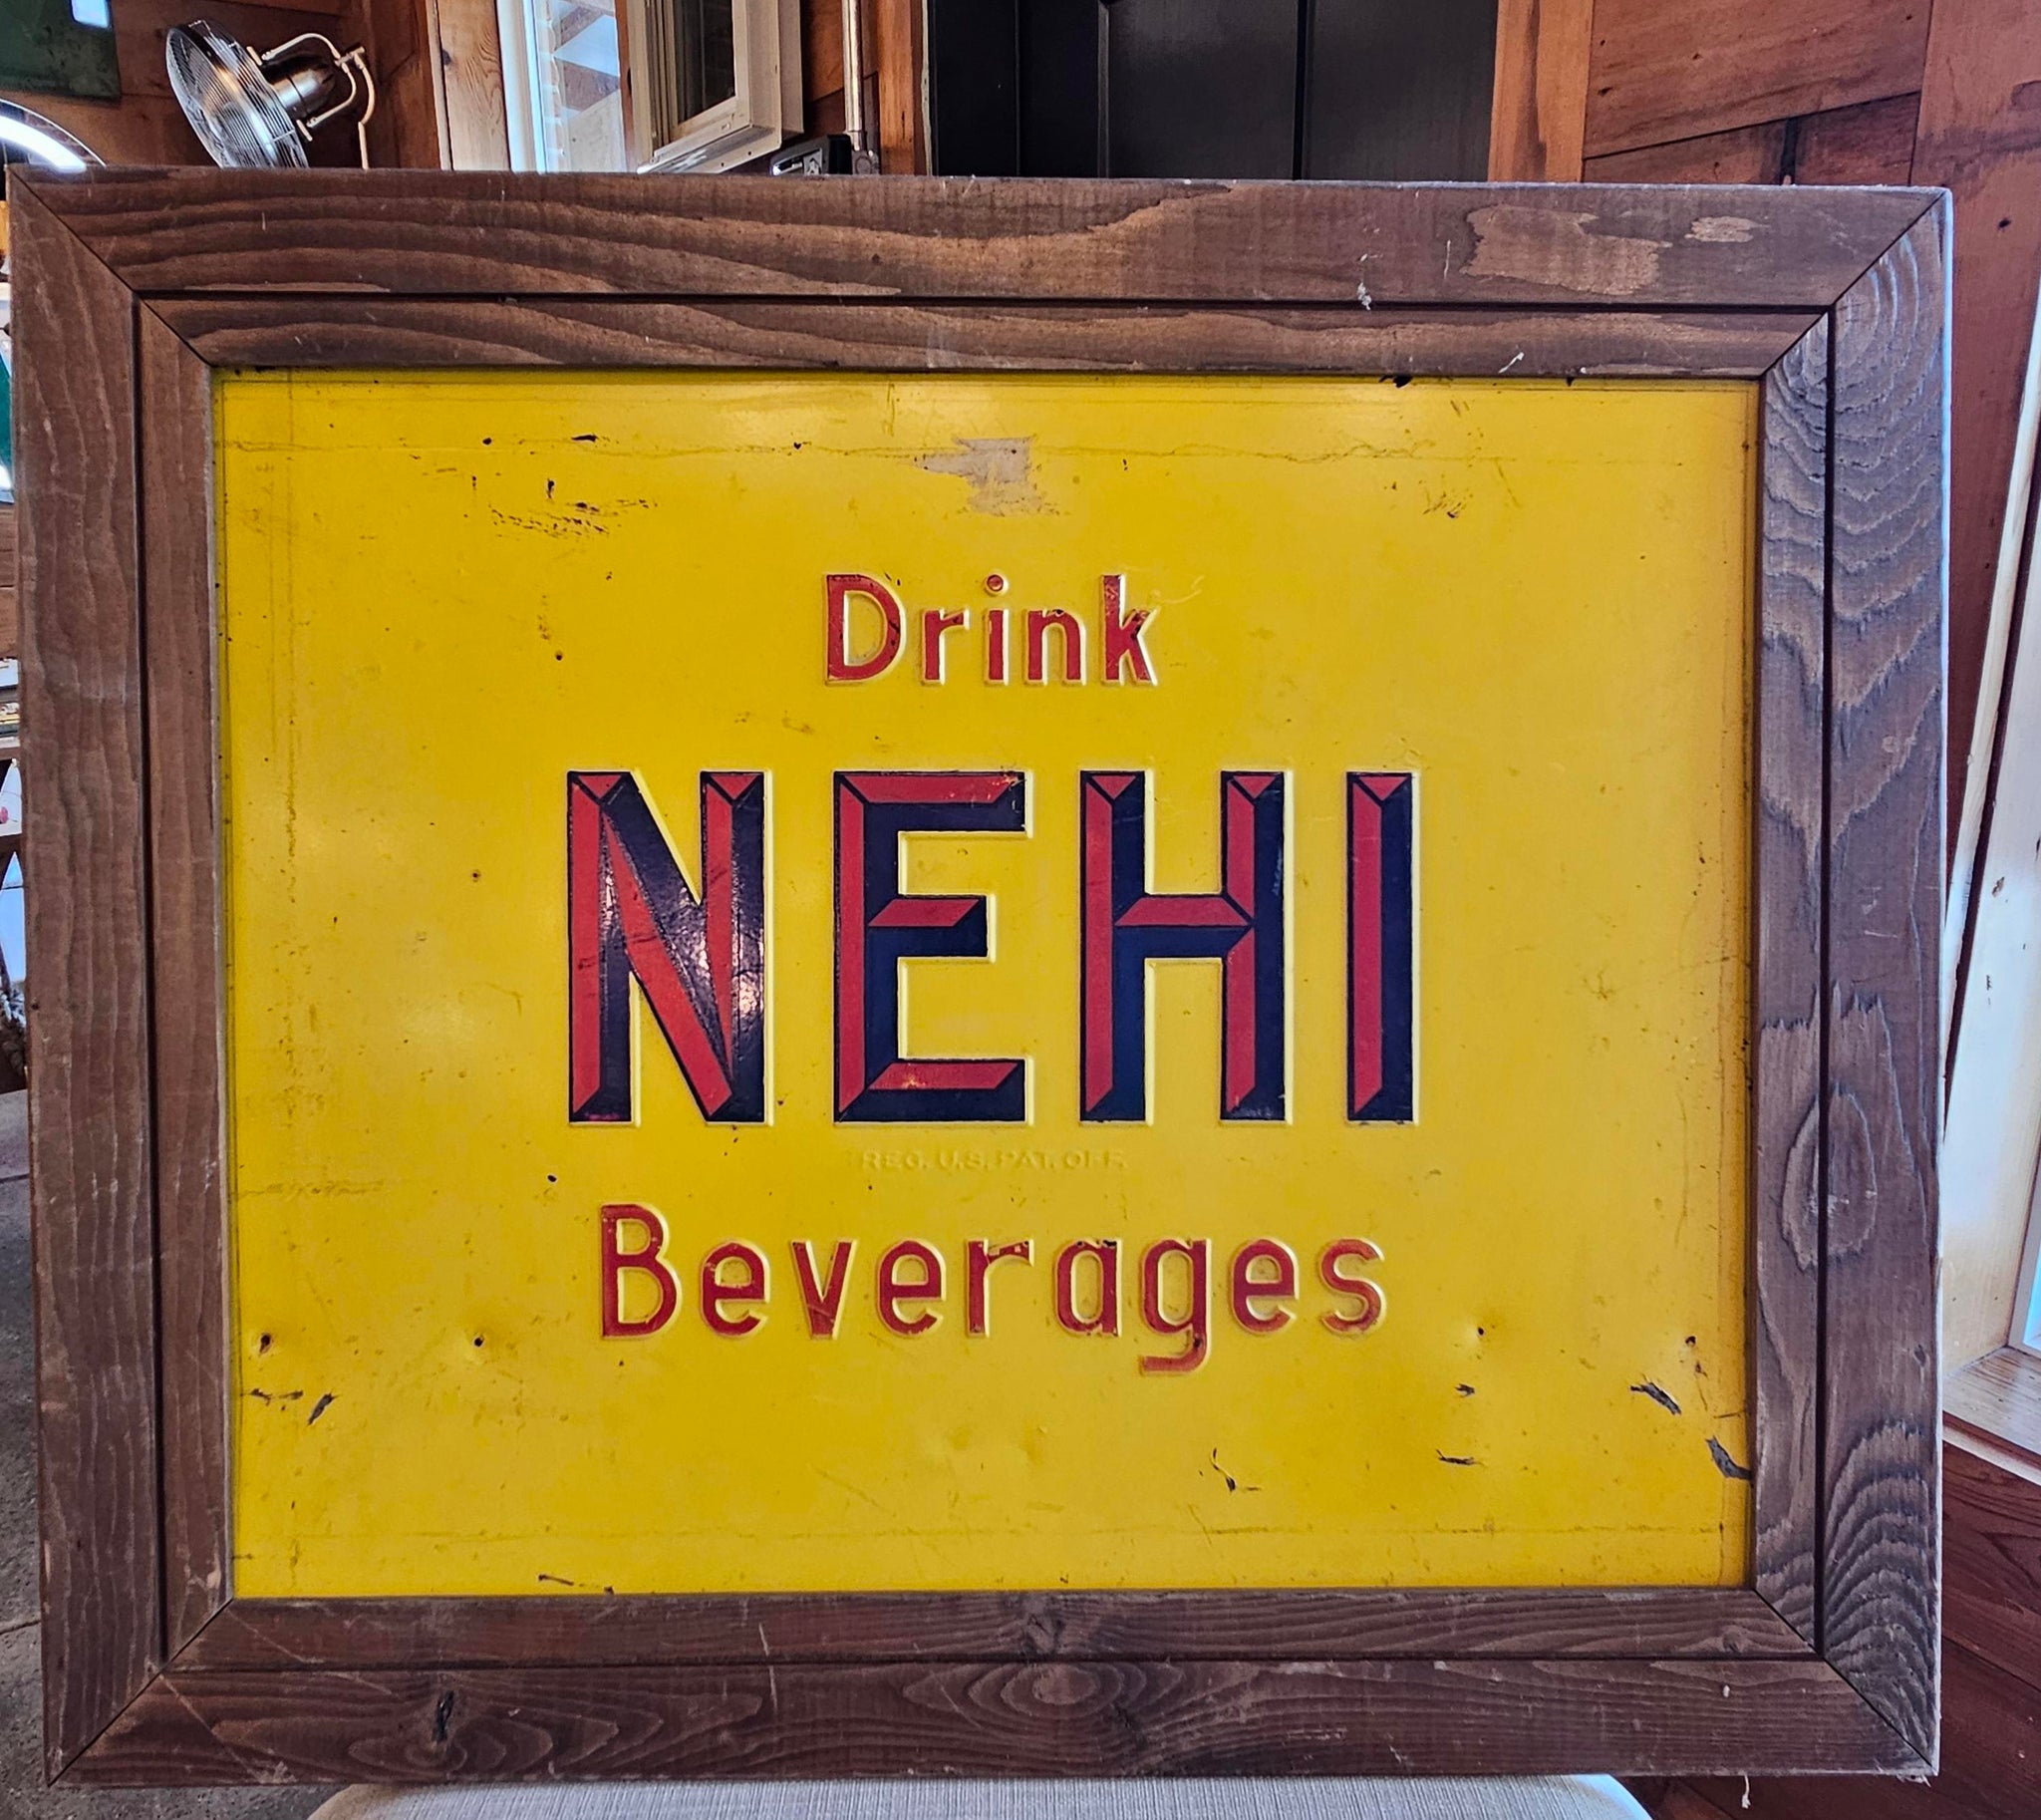 Drink
NEHI
REG. U.S. PAT. OFF.
Beverages